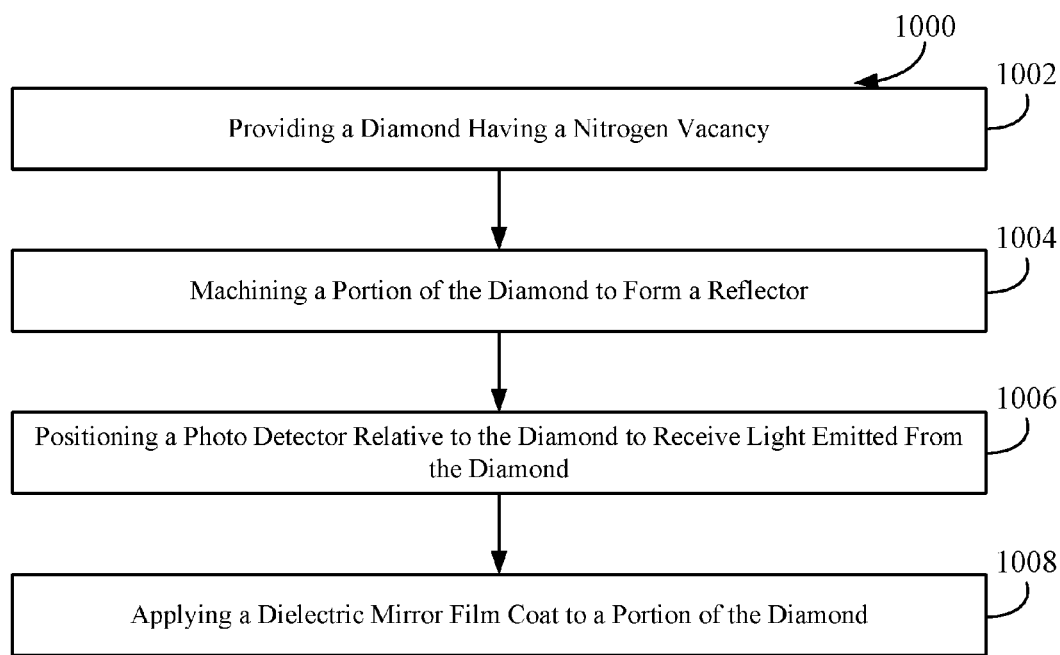 1000
1002
Providing a Diamond Having a Nitrogen Vacancy
1004
Machining a Portion of the Diamond to Form a Reflector
1006
Positioning a Photo Detector Relative to the Diamond to Receive Light Emitted From
the Diamond
1008
Applying a Dielectric Mirror Film Coat to a Portion of the Diamond